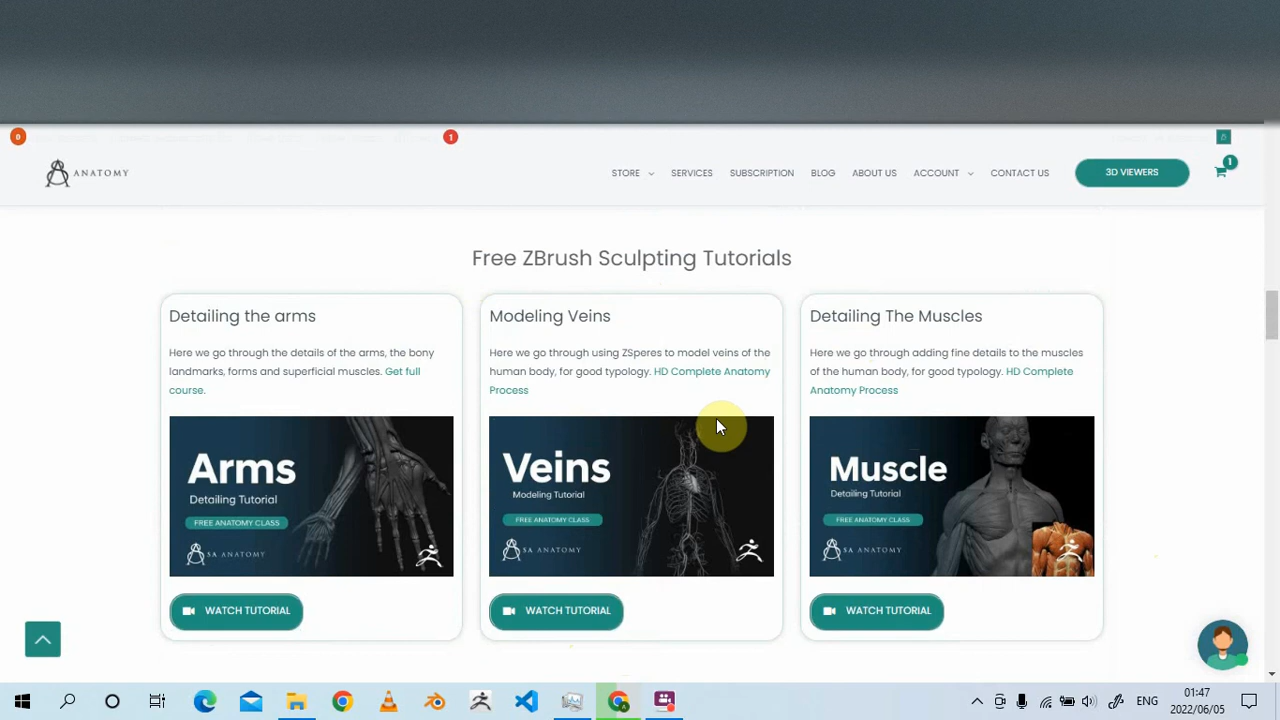 0
1
ANATOMY
STORE SERVICES SUBSCRIPTION BLOG ABOUT US ACCOUNT CONTACT US 3D VIEWERS 1
Free ZBrush Sculpting Tutorials
Detailing the arms
Here we go through the details of the arms, the bony
landmarks, forms and superficial muscles. Get full
course.
Arms
Detailing Tutorial
FREE ANATOMY CLASS
SA ANATOMY
WATCH TUTORIAL
Modeling Veins
Here we go through using ZSperes to model veins of the
human body, for good typology. HD Complete Anatomy
Process
Veins
Modeling Tutorial
FREE ANATOMY CLASS
SA ANATOMY
WATCH TUTORIAL
Detailing The Muscles
Here we go through adding fine details to the muscles
of the human body, for good typology. HD Complete
Anatomy Process
Muscle
Detailing Tutorial
FREE ANATOMY CLASS
SA ANATOMY
WATCH TUTORIAL
ENG
01:47
2022/06/05